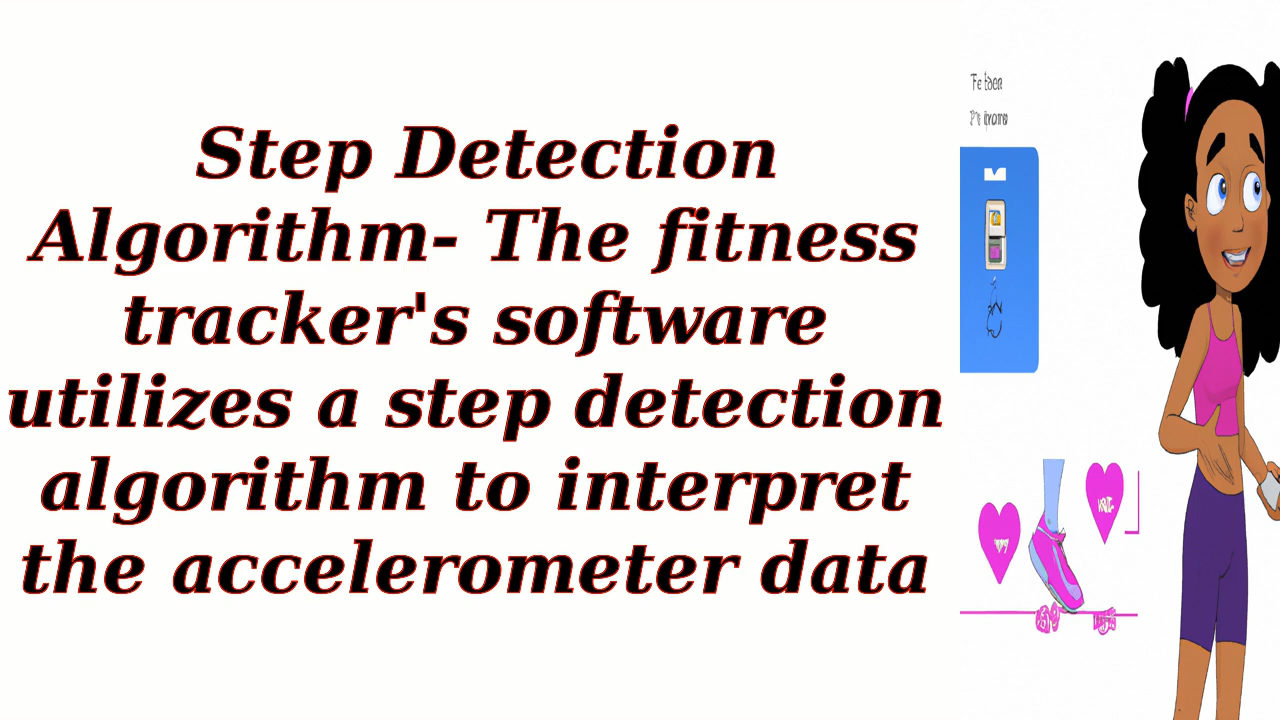 Step Detection
Algorithm- The fitness
tracker's software
utilizes a step detection
algorithm to interpret
the accelerometer data